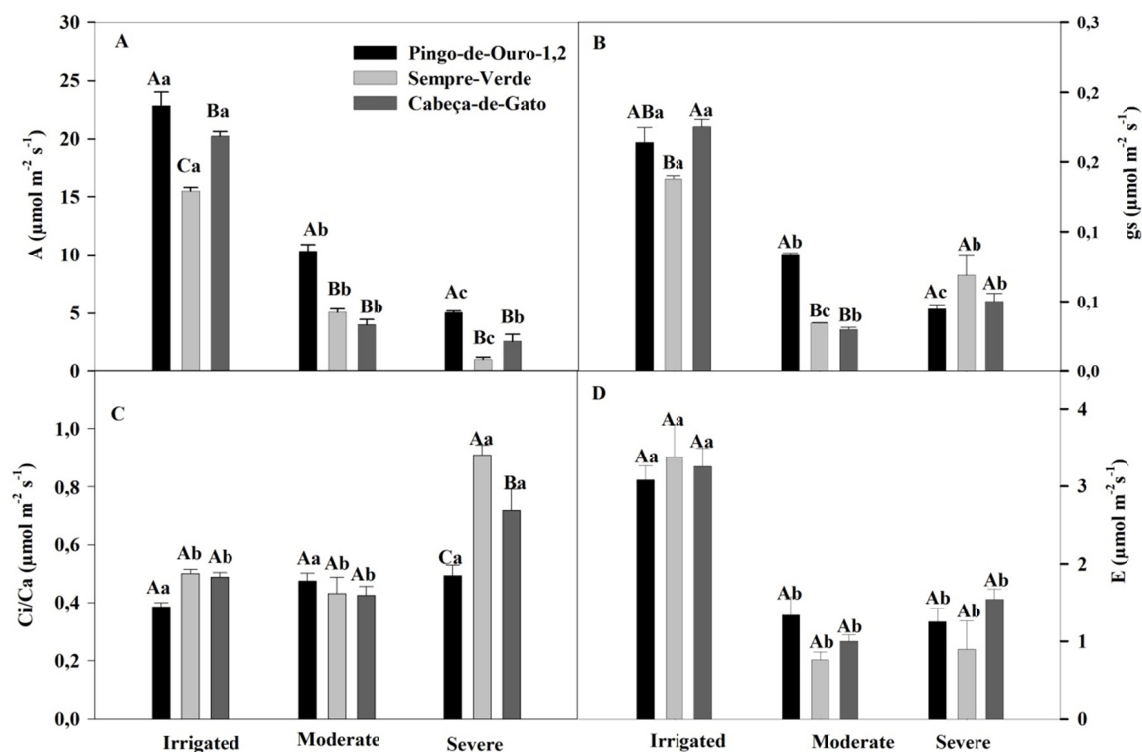 A
Pingo-de-Ouro-1,2
Sempre-Verde
Cabeça-de-Gato
30
25
20
15
10
5
0
A (µmol m⁻² s⁻¹)
Aa
Ca
Ba
Ab
Bb
Bb
Ac
Bc
Bb
B
0,3
0,2
0,2
0,1
0,1
0,0
gs (µmol m⁻² s⁻¹)
ABa
Ba
Aa
Ab
Bc
Bb
Ac
Ab
Ab
C
1,0
0,8
0,6
0,4
0,2
0,0
Ci/Ca (µmol m⁻² s⁻¹)
Aa
Ab
Ab
Aa
Ab
Ab
Ca
Aa
Ba
Irrigated
Moderate
Severe
D
4
3
2
1
0
E (µmol m⁻²s⁻¹)
Aa
Aa
Aa
Ab
Ab
Ab
Ab
Ab
Ab
Irrigated
Moderate
Severe